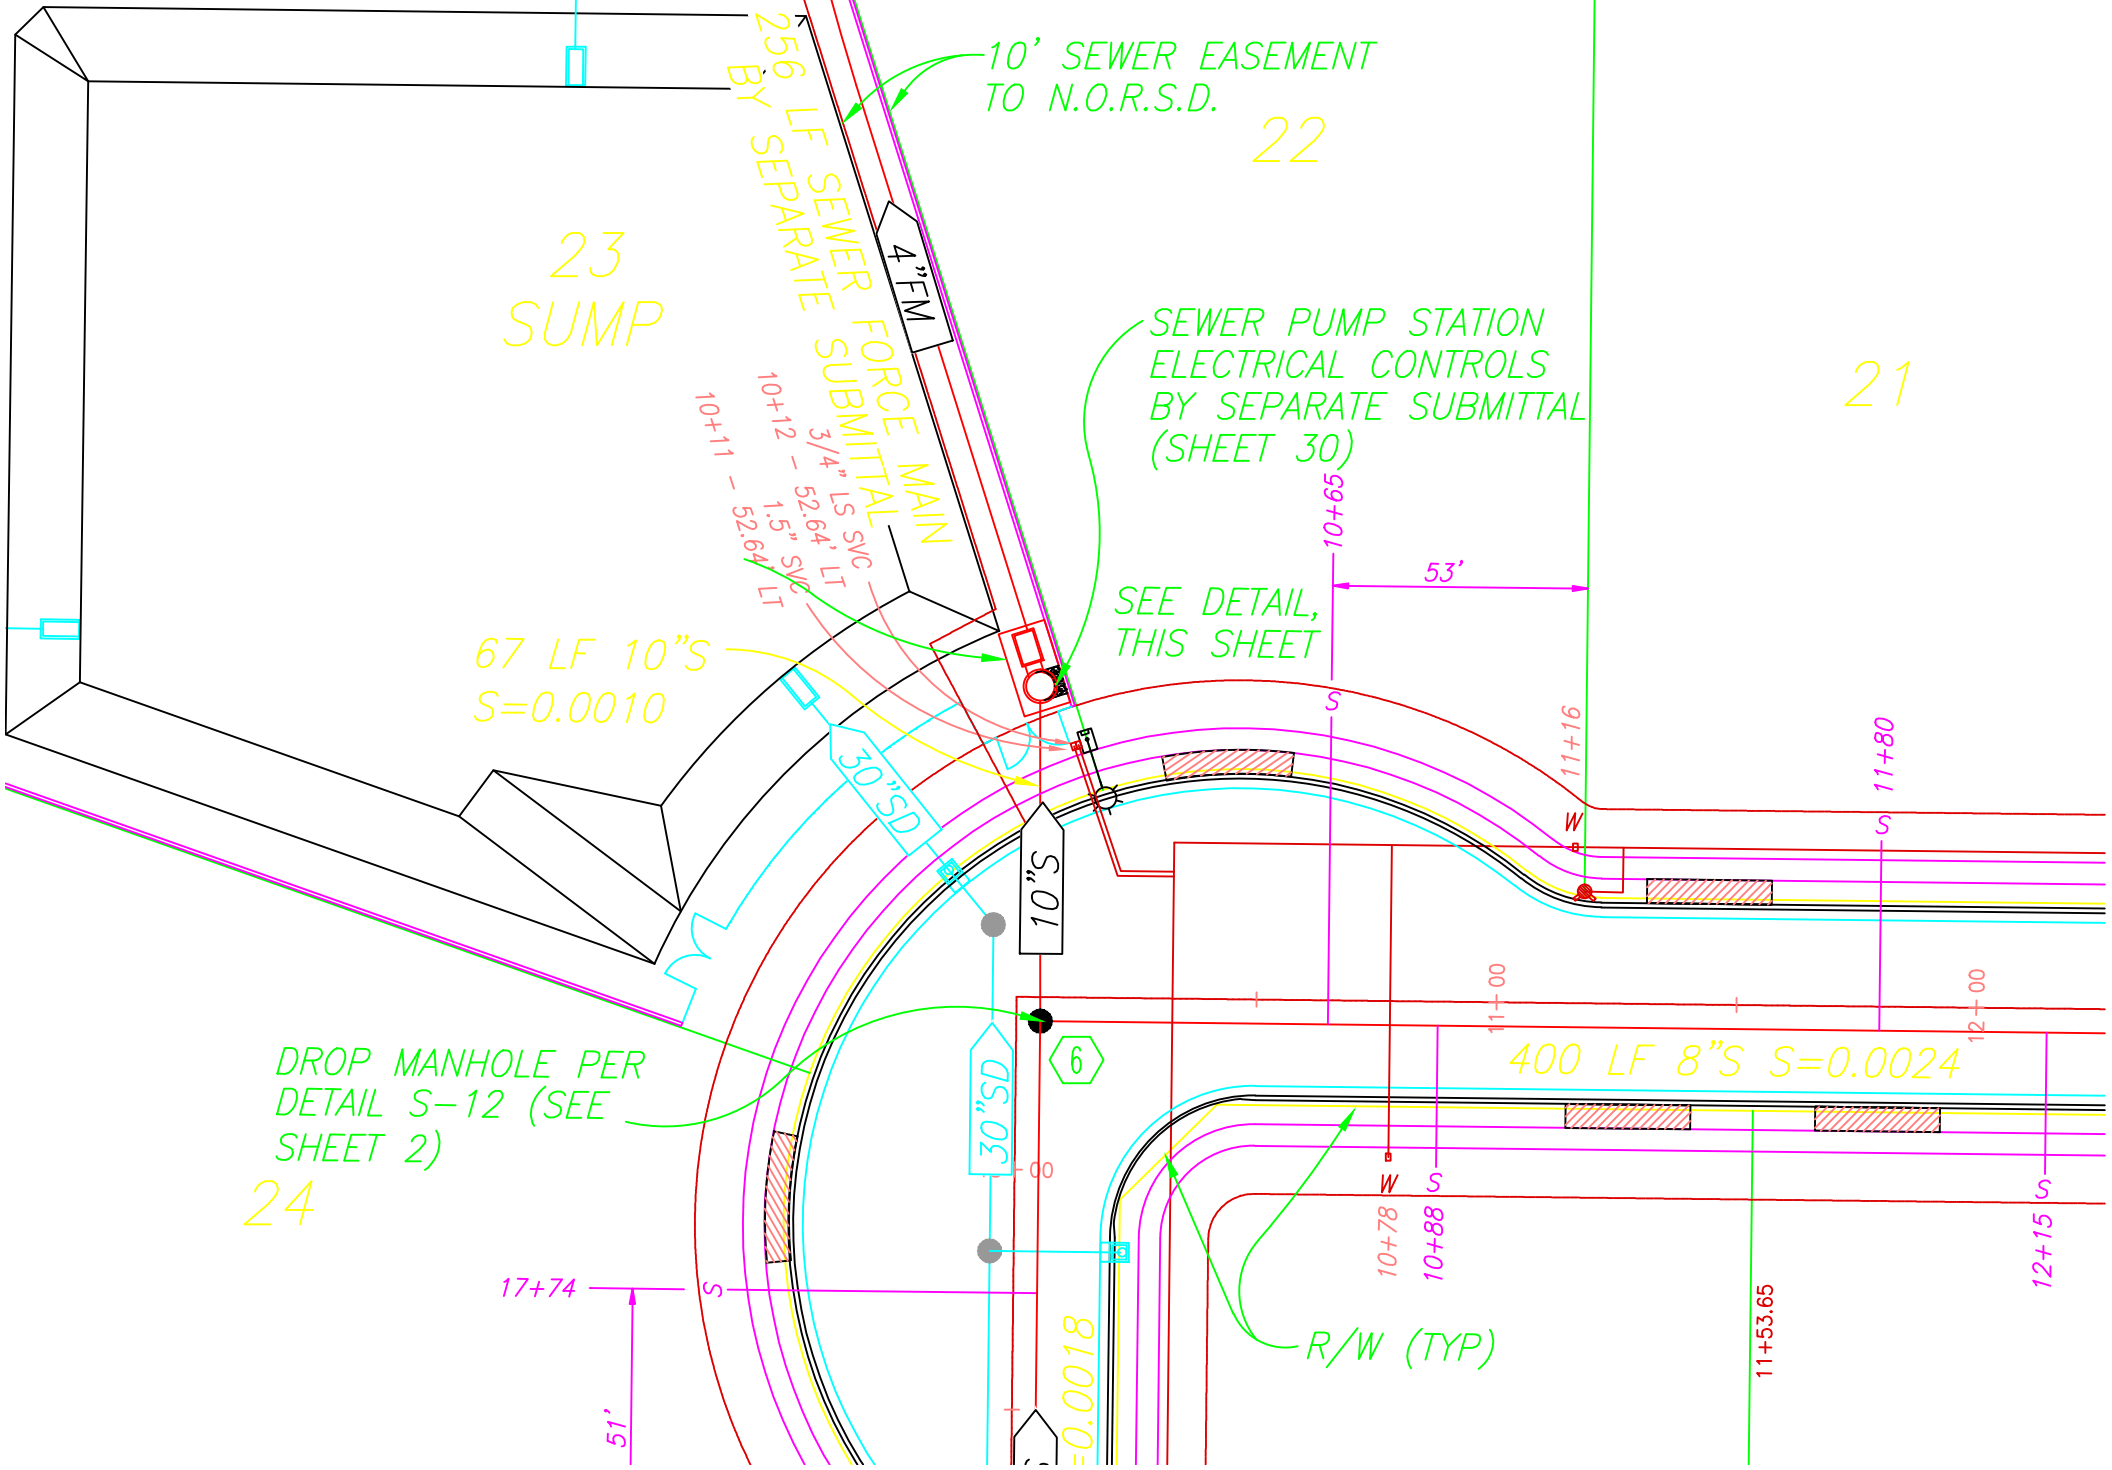 10' SEWER EASEMENT
TO N.O.R.S.D.
22
256 LF SEWER FORCE MAIN
BY SEPARATE SUBMITTAL
4"FM
23
SUMP
SEWER PUMP STATION
ELECTRICAL CONTROLS
BY SEPARATE SUBMITTAL
(SHEET 30)
21
3/4" LS SVC
10+12 - 52.64' LT
1.5" SVC
10+11 - 52.64' LT
10+65
53'
SEE DETAIL,
THIS SHEET
67 LF 10"S
S=0.0010
S
11+16
11+80
30"SD
W
S
10"S
11+00
12+00
DROP MANHOLE PER
DETAIL S-12 (SEE
SHEET 2)
6
400 LF 8"S S=0.0024
30"SD
00
24
W
S
S
10+78
10+88
12+15
17+74
S
11+53.65
R/W (TYP)
51'
=0.0018
S